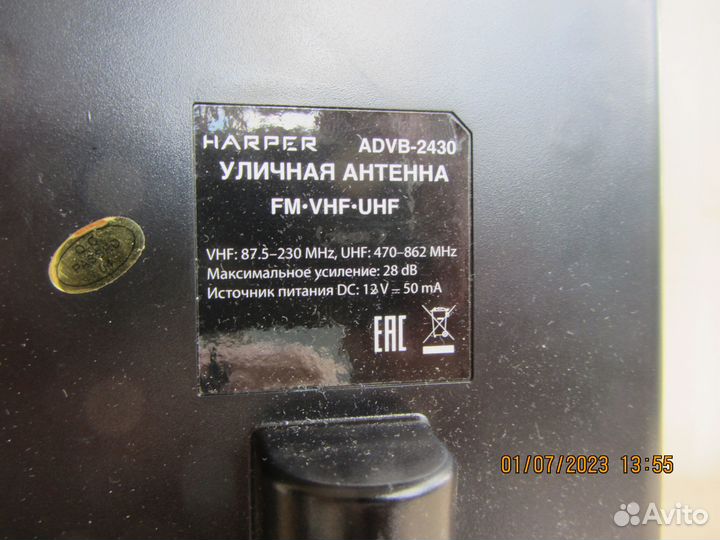 HARPER ADVB-2430
УЛИЧНАЯ АНТЕННА
FM•VHF•UHF
VHF: 87.5–230 MHz, UHF: 470–862 MHz
Максимальное усиление: 28 dB
Источник питания DC: 12 V = 50 mA
EAC
01/07/2023 13:55
Avito